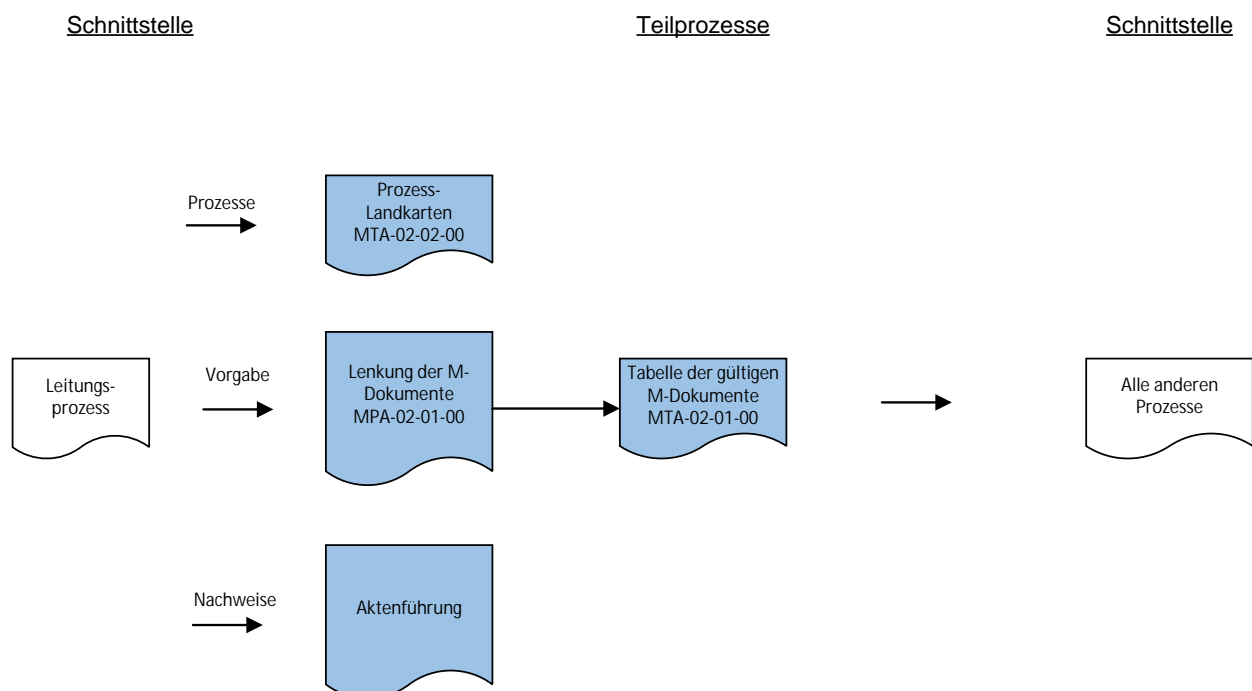 Schnittstelle
Teilprozesse
Schnittstelle
Prozesse
Prozess-
Landkarten
MTA-02-02-00
Leitungs-
prozess
Vorgabe
Lenkung der M-
Dokumente
MPA-02-01-00
Tabelle der gültigen
M-Dokumente
MTA-02-01-00
Alle anderen
Prozesse
Nachweise
Aktenführung